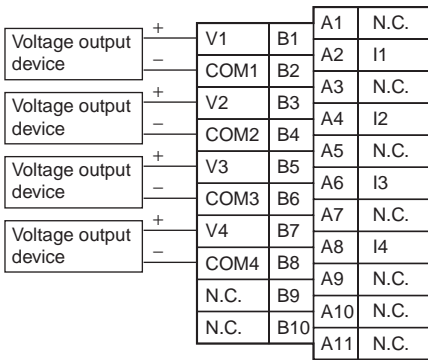 A1 N.C.
+
V1 B1
Voltage output
device
A2 I1
–
COM1 B2
A3 N.C.
+
V2 B3
Voltage output
device
A4 I2
–
COM2 B4
A5 N.C.
+
V3 B5
Voltage output
device
A6 I3
–
COM3 B6
A7 N.C.
+
V4 B7
Voltage output
device
A8 I4
–
COM4 B8
A9 N.C.
N.C. B9
A10 N.C.
N.C. B10
A11 N.C.